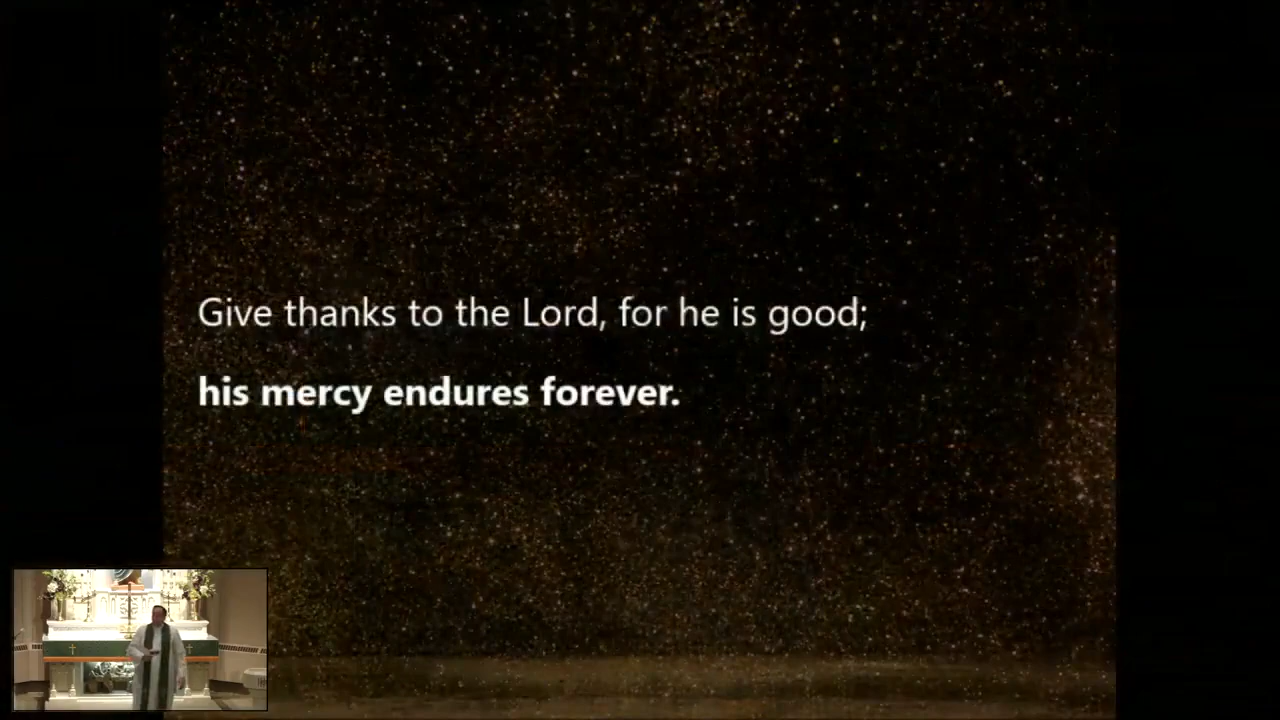 Give thanks to the Lord, for he is good;
his mercy endures forever.